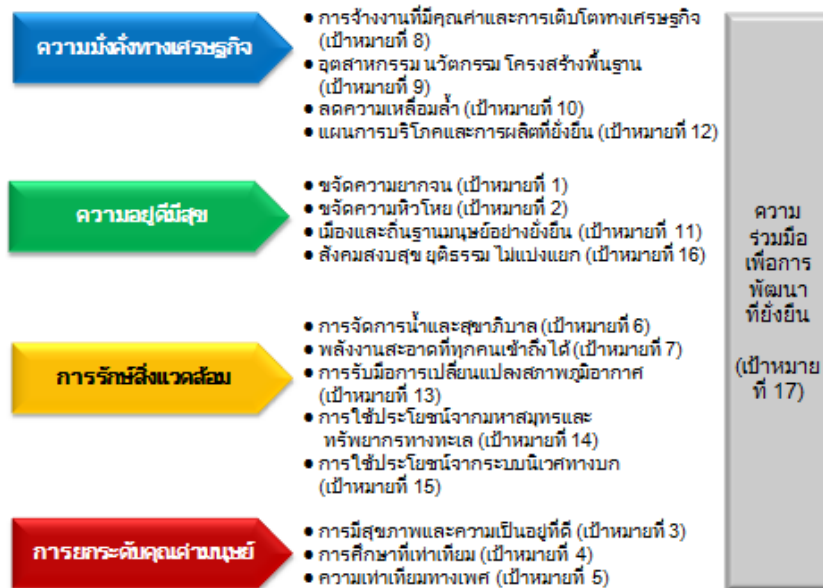 ความมั่งคั่งทางเศรษฐกิจ
● การจ้างงานที่มีคุณค่าและการเติบโตทางเศรษฐกิจ
(เป้าหมายที่ 8)
● อุตสาหกรรม นวัตกรรม โครงสร้างพื้นฐาน
(เป้าหมายที่ 9)
● ลดความเหลื่อมล้ำ (เป้าหมายที่ 10)
● แผนการบริโภคและการผลิตที่ยั่งยืน (เป้าหมายที่ 12)
ความอยู่ดีมีสุข
● ขจัดความยากจน (เป้าหมายที่ 1)
● ขจัดความหิวโหย (เป้าหมายที่ 2)
● เมืองและถิ่นฐานมนุษย์อย่างยั่งยืน (เป้าหมายที่ 11)
● สังคมสงบสุข ยุติธรรม ไม่แบ่งแยก (เป้าหมายที่ 16)
การรักษ์สิ่งแวดล้อม
● การจัดการน้ำและสุขาภิบาล (เป้าหมายที่ 6)
● พลังงานสะอาดที่ทุกคนเข้าถึงได้ (เป้าหมายที่ 7)
● การรับมือการเปลี่ยนแปลงสภาพภูมิอากาศ
(เป้าหมายที่ 13)
● การใช้ประโยชน์จากมหาสมุทรและ
ทรัพยากรทางทะเล (เป้าหมายที่ 14)
● การใช้ประโยชน์จากระบบนิเวศทางบก
(เป้าหมายที่ 15)
การยกระดับคุณค่ามนุษย์
● การมีสุขภาพและความเป็นอยู่ที่ดี (เป้าหมายที่ 3)
● การศึกษาที่เท่าเทียม (เป้าหมายที่ 4)
● ความเท่าเทียมทางเพศ (เป้าหมายที่ 5)
ความ
ร่วมมือ
เพื่อการ
พัฒนา
ที่ยั่งยืน
(เป้าหมาย
ที่ 17)